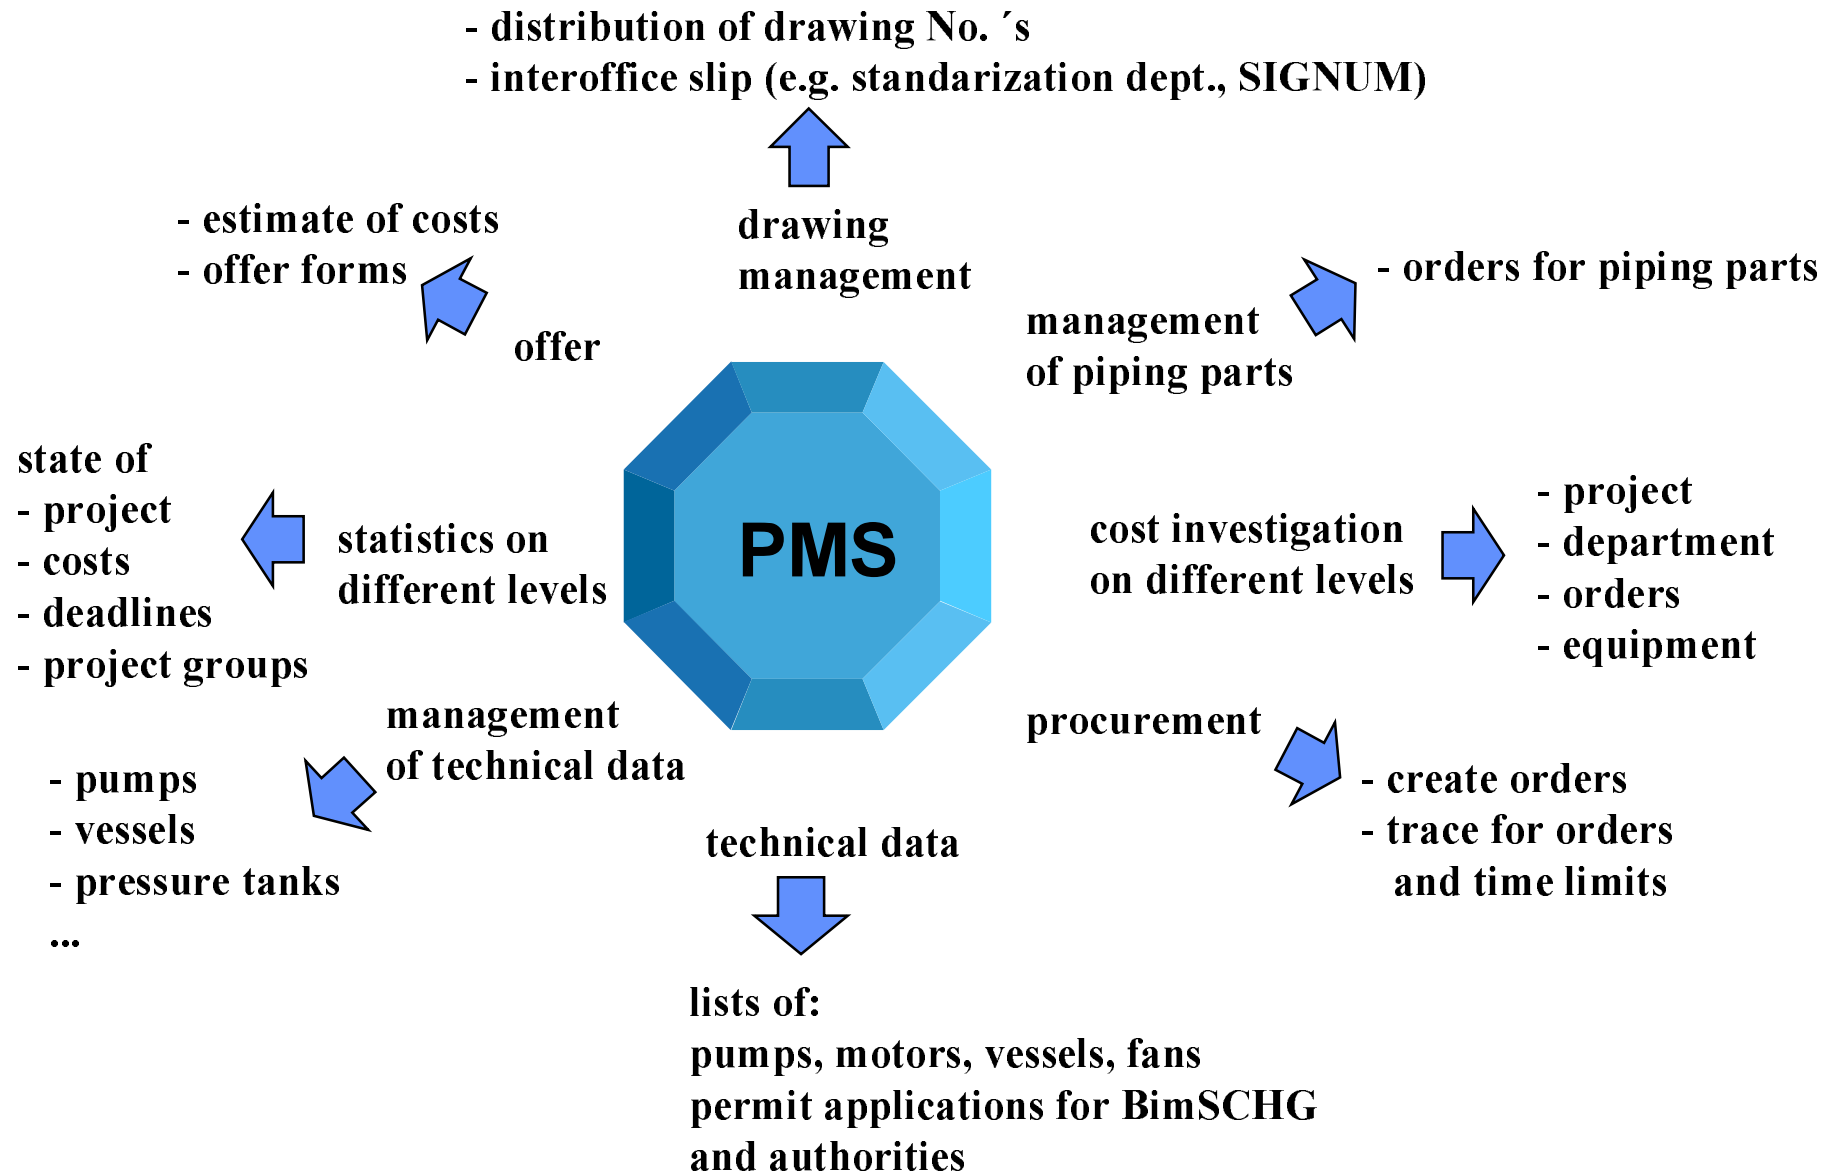 - distribution of drawing No. ´s
- interoffice slip (e.g. standarization dept., SIGNUM)
drawing
management
- estimate of costs
- offer forms
offer
management
of piping parts
- orders for piping parts
state of
- project
- costs
- deadlines
- project groups
statistics on
different levels
PMS
cost investigation
on different levels
- project
- department
- orders
- equipment
management
of technical data
- pumps
- vessels
- pressure tanks
...
procurement
- create orders
- trace for orders
and time limits
technical data
lists of:
pumps, motors, vessels, fans
permit applications for BimSCHG
and authorities